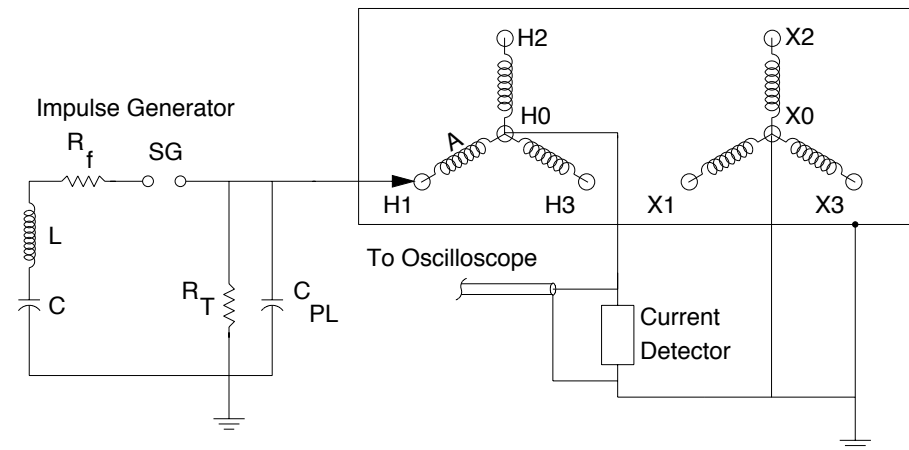 H2
X2
Impulse Generator
H0
X0
R f
SG
A
H1
H3
X1
X3
L
To Oscilloscope
C
R T
C PL
Current
Detector